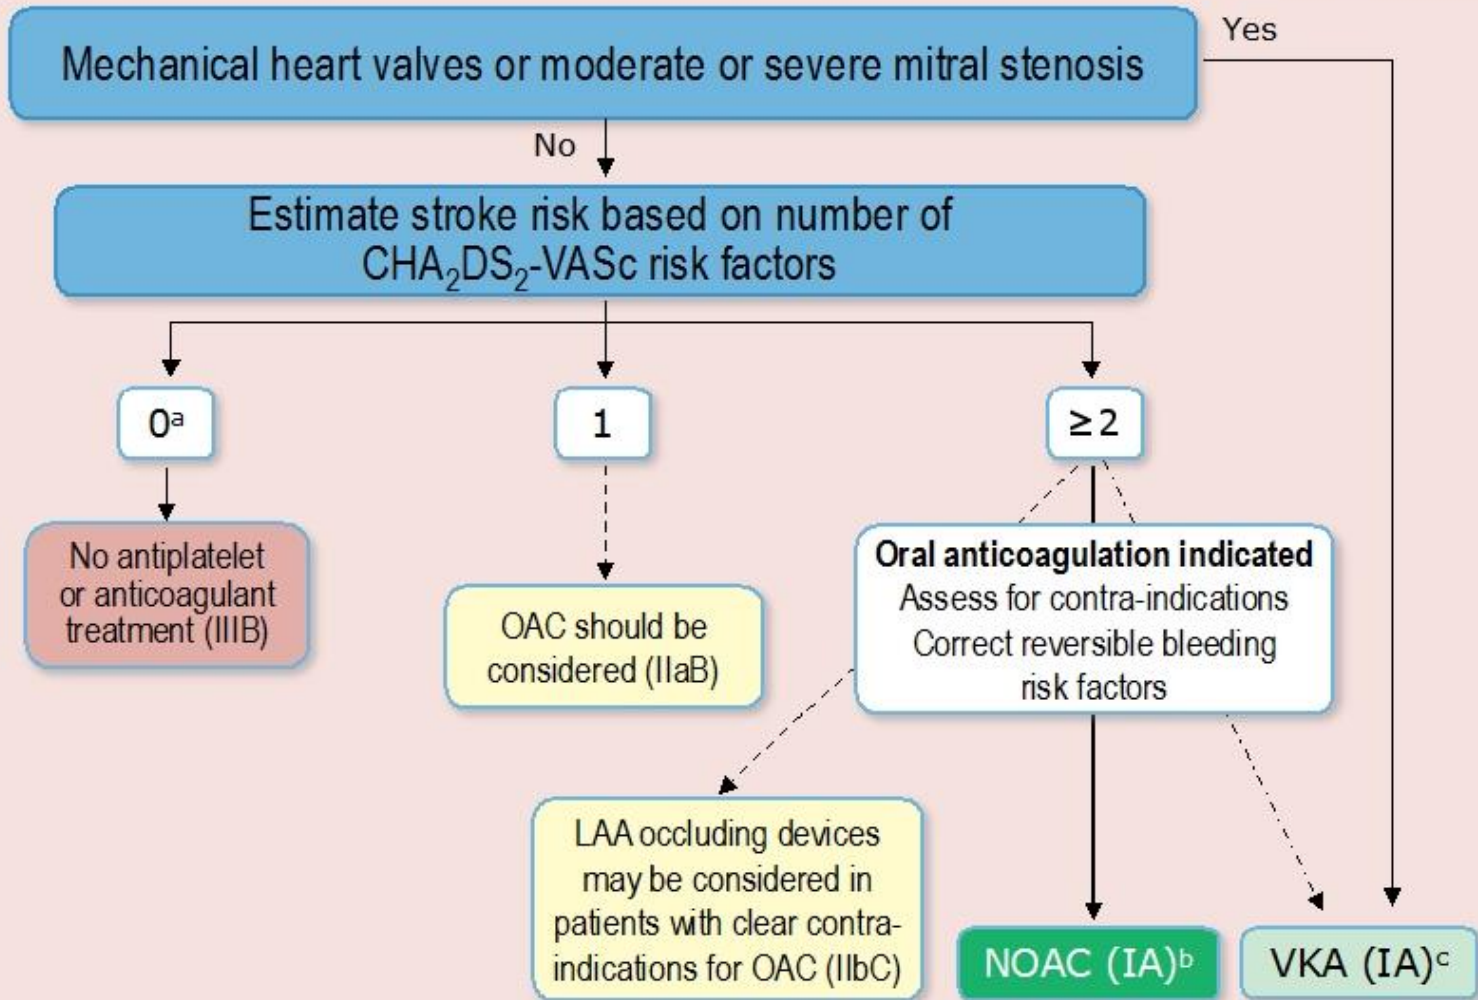 Mechanical heart valves or moderate or severe mitral stenosis
Yes
No
Estimate stroke risk based on number of
CHA₂DS₂-VASc risk factors
0ᵃ
1
≥2
No antiplatelet
or anticoagulant
treatment (IIIB)
OAC should be
considered (IIaB)
Oral anticoagulation indicated
Assess for contra-indications
Correct reversible bleeding
risk factors
LAA occluding devices
may be considered in
patients with clear contra-
indications for OAC (IIbC)
NOAC (IA)ᵇ
VKA (IA)ᶜ